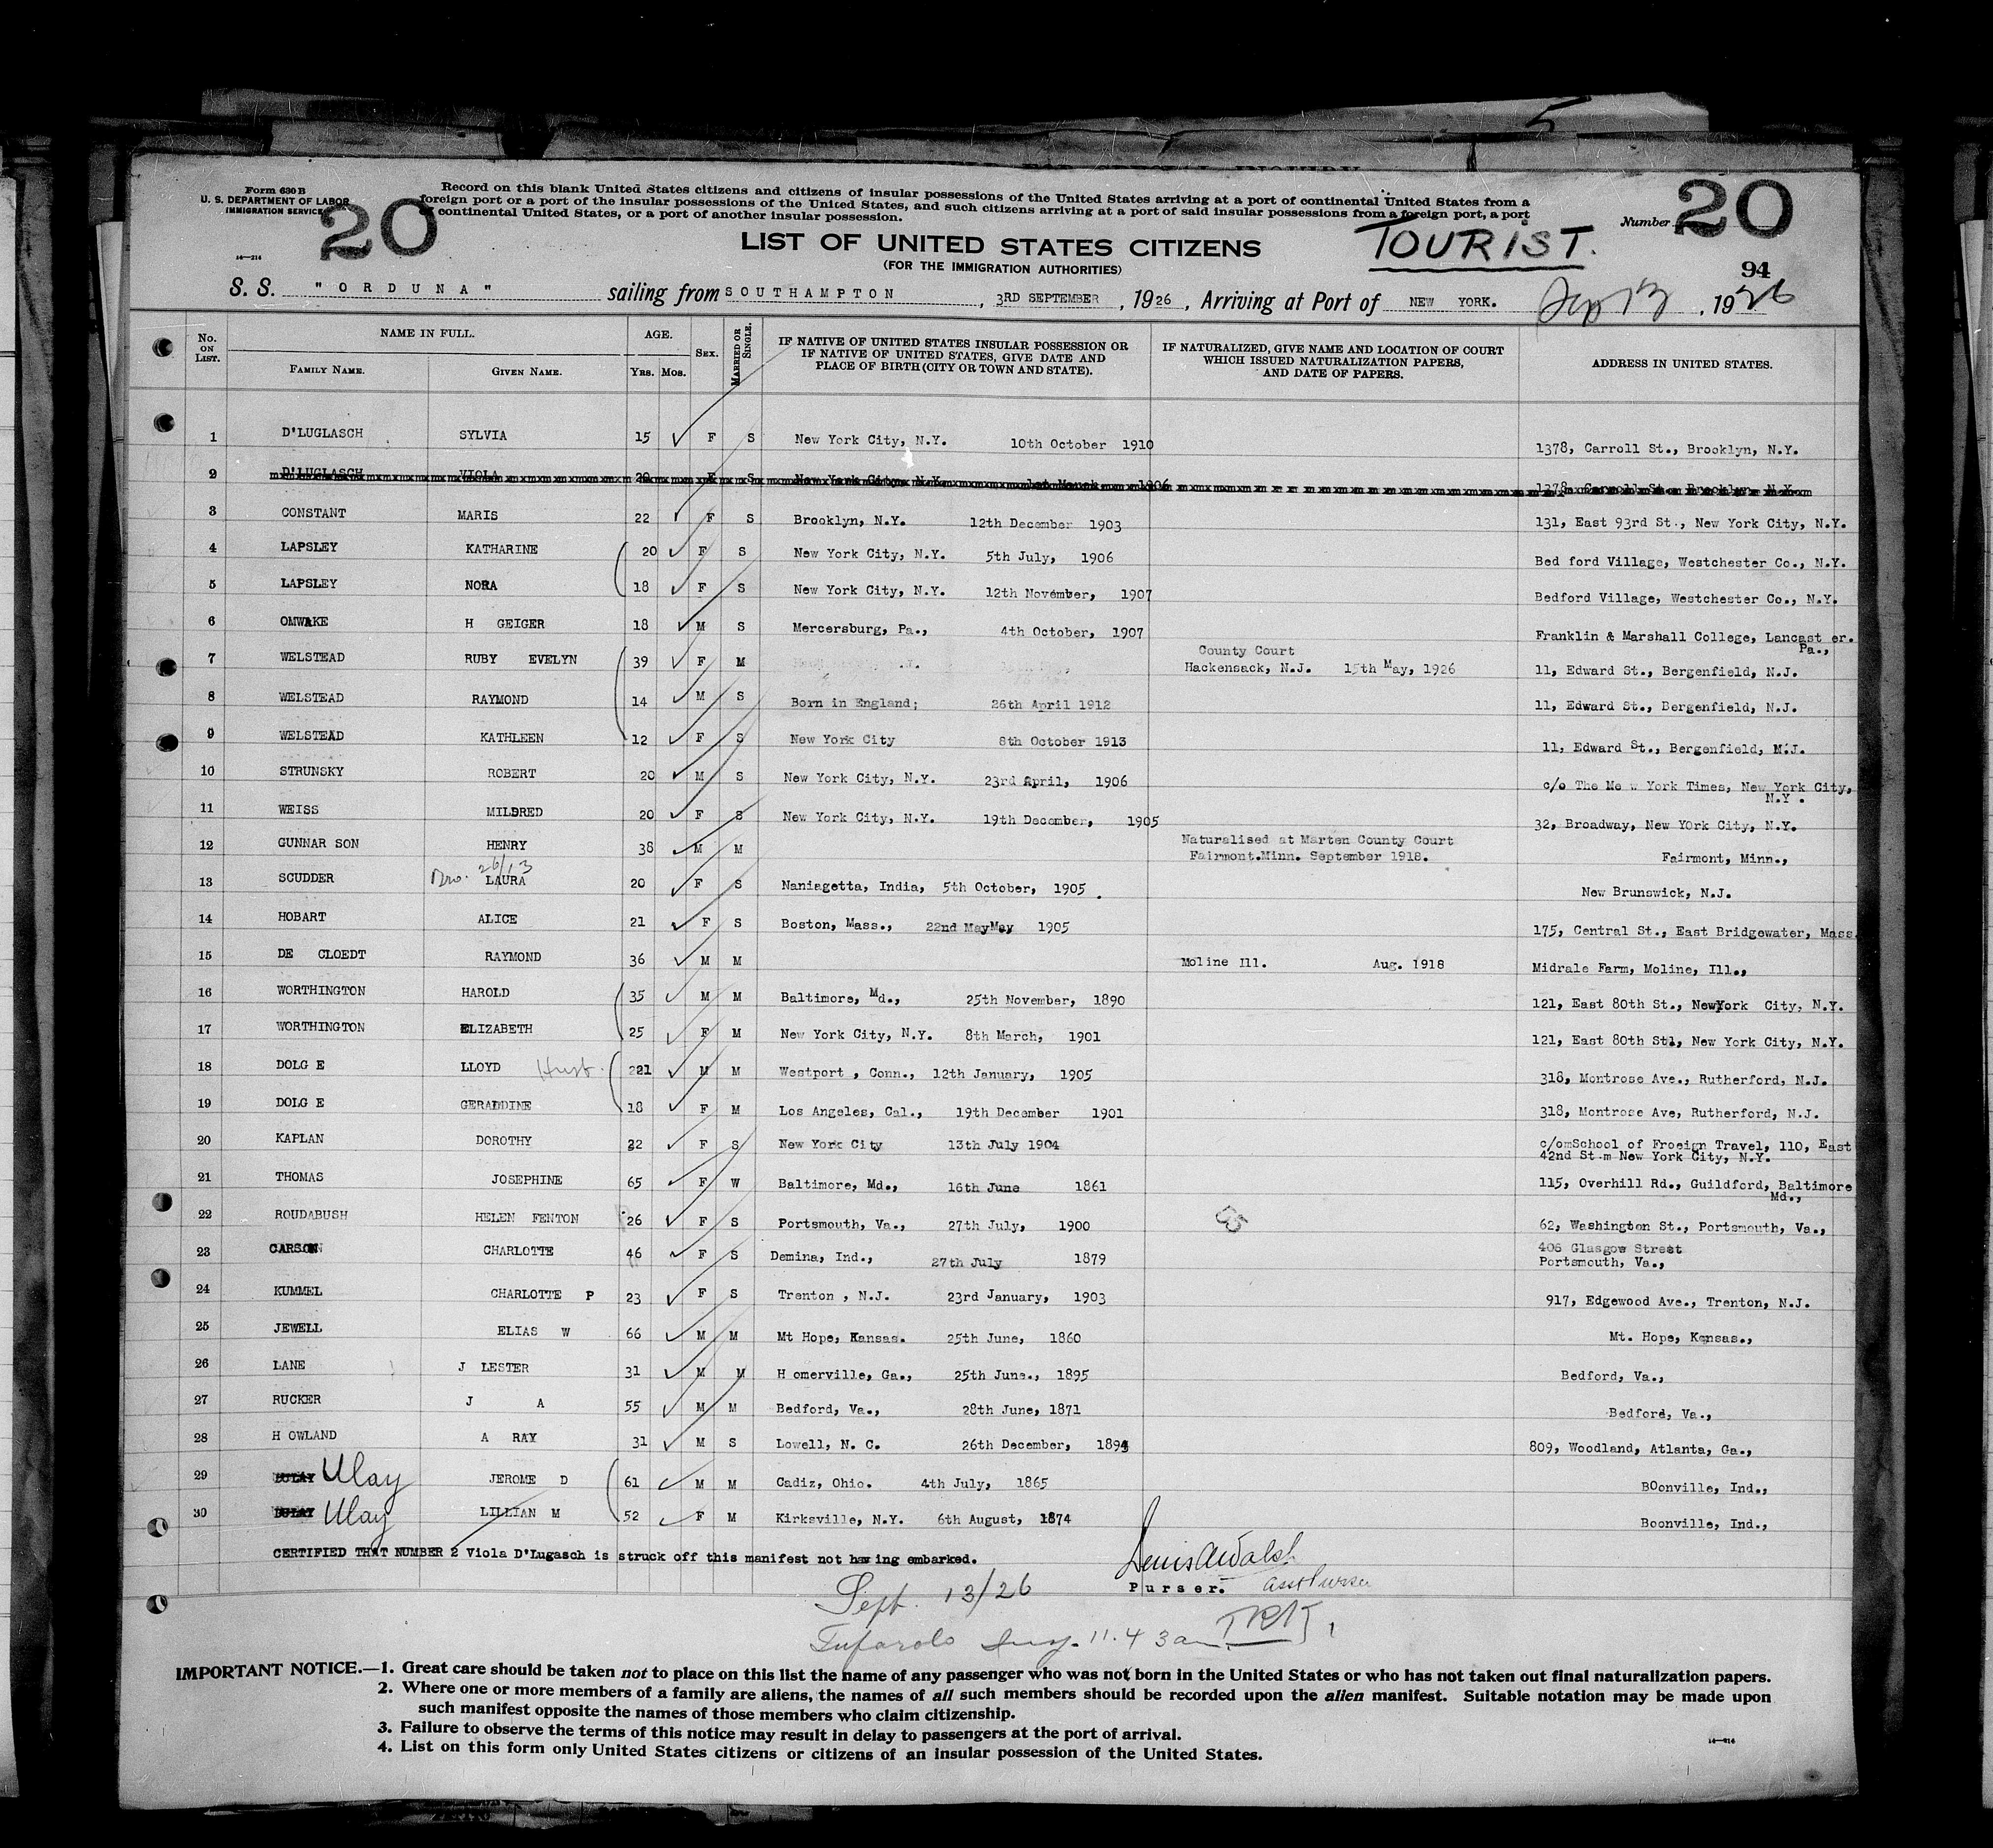 5
Form 630 B
U. S. DEPARTMENT OF LABOR
IMMIGRATION SERVICE
20
14—214
Record on this blank United States citizens and citizens of insular possessions of the United States arriving at a port of continental United States from a
foreign port or a port of the insular possessions of the United States, and such citizens arriving at a port of said insular possessions from a foreign port, a port
continental United States, or a port of another insular possession.
Number 20
LIST OF UNITED STATES CITIZENS
TOURIST.
(FOR THE IMMIGRATION AUTHORITIES)
94
S. S. "ORDUNA" sailing from SOUTHAMPTON, 3RD SEPTEMBER, 1926, Arriving at Port of NEW YORK. Sep 13, 1926
No. ON LIST. NAME IN FULL. FAMILY NAME. GIVEN NAME. AGE. Yrs. Mos. SEX. MARRIED OR SINGLE. IF NATIVE OF UNITED STATES INSULAR POSSESSION OR IF NATIVE OF UNITED STATES, GIVE DATE AND PLACE OF BIRTH (CITY OR TOWN AND STATE). IF NATURALIZED, GIVE NAME AND LOCATION OF COURT WHICH ISSUED NATURALIZATION PAPERS, AND DATE OF PAPERS. ADDRESS IN UNITED STATES.
1 D'LUGLASCH SYLVIA 15 F S New York City, N.Y. 10th October 1910 1378, Carroll St., Brooklyn, N.Y.
2 D'LUGLASCH VIOLA 20 F S New York City, N.Y. 1st March 1906 1378, Carroll St., Brooklyn, N.Y.
3 CONSTANT MARIS 22 F S Brooklyn, N.Y. 12th December 1903 131, East 93rd St., New York City, N.Y.
4 LAPSLEY KATHARINE 20 F S New York City, N.Y. 5th July, 1906 Bed ford Village, Westchester Co., N.Y.
5 LAPSLEY NORA 18 F S New York City, N.Y. 12th November, 1907 Bedford Village, Westchester Co., N.Y.
6 OMWAKE H GEIGER 18 M S Mercersburg, Pa., 4th October, 1907 Franklin & Marshall College, Lancast er. Pa.,
7 WELSTEAD RUBY EVELYN 39 F M County Court Hackensack, N.J. 15th May, 1926 11, Edward St., Bergenfield, N.J.
8 WELSTEAD RAYMOND 14 M S Born in England; 26th April 1912 11, Edward St., Bergenfield, N.J.
9 WELSTEAD KATHLEEN 12 F S New York City 8th October 1913 11, Edward St., Bergenfield, N.J.
10 STRUNSKY ROBERT 20 M S New York City, N.Y. 23rd April, 1906 c/o The Ne w York Times, New York City, N.Y.
11 WEISS MILDRED 20 F S New York City, N.Y. 19th December, 1905 32, Broadway, New York City, N.Y.
12 GUNNAR SON HENRY 38 M M Naturalised at Marten County Court Fairmont.Minn. September 1918. Fairmont, Minn.,
13 SCUDDER LAURA 20 F S Naniagetta, India, 5th October, 1905. New Brunswick, N.J.
14 HOBART ALICE 21 F S Boston, Mass., 22nd MayMay 1905 175, Central St., East Bridgewater, Mass.
15 DE CLOEDT RAYMOND 36 M M Moline Ill. Aug. 1918 Midrale Farm, Moline, Ill.,
16 WORTHINGTON HAROLD 35 M M Baltimore, Md., 25th November, 1890 121, East 80th St., NewYork City, N.Y.
17 WORTHINGTON ELIZABETH 25 F M New York City, N.Y. 8th March, 1901 121, East 80th St1, New York City, N.Y.
18 DOLG E LLOYD Husb. 221 M M Westport , Conn., 12th January, 1905 318, Montrose Ave., Rutherford, N.J.
19 DOLG E GERADDINE 18 F M Los Angeles, Cal., 19th December 1901 318, Montrose Ave, Rutherford, N.J.
20 KAPLAN DOROTHY 22 F S New York City 13th July 1904 c/omSchool of Froeign Travel, 110, East 42nd St.m New York City, N.Y.
21 THOMAS JOSEPHINE 65 F W Baltimore, Md., 16th June 1861 115, Overhill Rd., Guildford, Baltimore Md.,
22 ROUDABUSH HELEN FENTON 26 F S Portsmouth, Va., 27th July, 1900 62, Washington St., Portsmouth, Va.,
23 CARSON CHARLOTTE 46 F S Demina, Ind., 27th July 1879 406 Glasgow Street Portsmouth, Va.,
24 KUMMEL CHARLOTTE P 23 F S Trenton , N.J. 23rd January, 1903 917, Edgewood Ave., Trenton, N.J.
25 JEWELL ELIAS W 66 M M Mt Hope, Kansas. 25th June, 1860 Mt. Hope, Kansas.,
26 LANE J LESTER 31 M M H omerville, Ga., 25th June., 1895 Bedford, Va.,
27 RUCKER J A 55 M M Bedford, Va., 28th June, 1871 Bedford, Va.,
28 H OWLAND A RAY 31 M S Lowell, N. C. 26th December, 1894 809, Woodland, Atlanta, Ga.,
29 Ulay JEROME D 61 M M Cadiz, Ohio. 4th July, 1865 BOonville, Ind.,
30 Ulay LILLIAN M 52 F M Kirksville, N.Y. 6th August, 1874 Boonville, Ind.,
CERTIFIED THAT NUMBER 2 Viola D'Lugasch is struck off this manifest not having embarked.
Purser. Asst Purser
Sept. 13/26
11.43 am
IMPORTANT NOTICE.—1. Great care should be taken not to place on this list the name of any passenger who was not born in the United States or who has not taken out final naturalization papers.
2. Where one or more members of a family are aliens, the names of all such members should be recorded upon the alien manifest. Suitable notation may be made upon
such manifest opposite the names of those members who claim citizenship.
3. Failure to observe the terms of this notice may result in delay to passengers at the port of arrival.
4. List on this form only United States citizens or citizens of an insular possession of the United States.
14—214